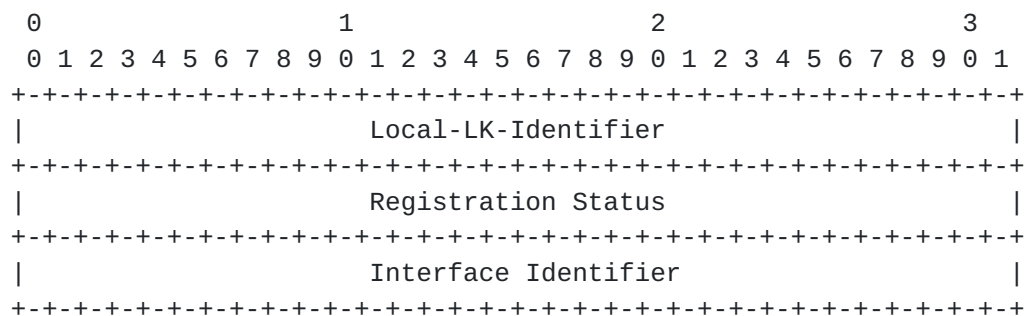 0                   1                   2                   3
 0 1 2 3 4 5 6 7 8 9 0 1 2 3 4 5 6 7 8 9 0 1 2 3 4 5 6 7 8 9 0 1
+-+-+-+-+-+-+-+-+-+-+-+-+-+-+-+-+-+-+-+-+-+-+-+-+-+-+-+-+-+-+-+-+
|                      Local-LK-Identifier                      |
+-+-+-+-+-+-+-+-+-+-+-+-+-+-+-+-+-+-+-+-+-+-+-+-+-+-+-+-+-+-+-+-+
|                      Registration Status                      |
+-+-+-+-+-+-+-+-+-+-+-+-+-+-+-+-+-+-+-+-+-+-+-+-+-+-+-+-+-+-+-+-+
|                      Interface Identifier                     |
+-+-+-+-+-+-+-+-+-+-+-+-+-+-+-+-+-+-+-+-+-+-+-+-+-+-+-+-+-+-+-+-+